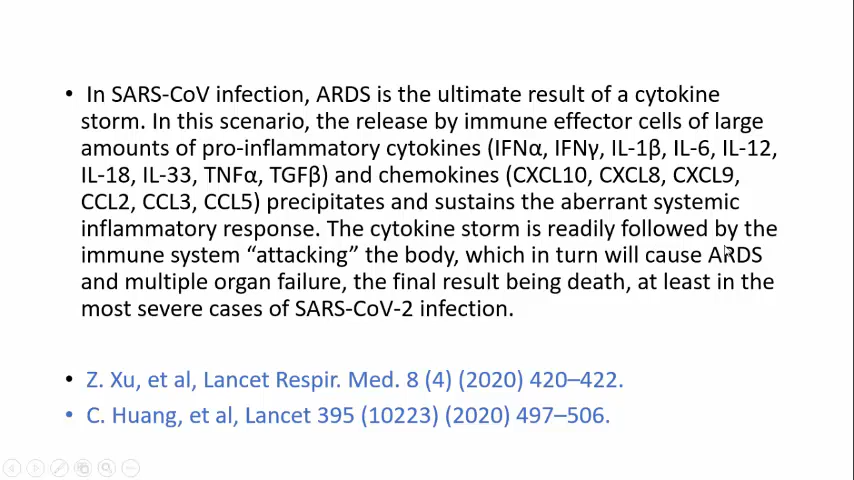 • In SARS-CoV infection, ARDS is the ultimate result of a cytokine
storm. In this scenario, the release by immune effector cells of large
amounts of pro-inflammatory cytokines (IFNα, IFNγ, IL-1β, IL-6, IL-12,
IL-18, IL-33, TNFα, TGFβ) and chemokines (CXCL10, CXCL8, CXCL9,
CCL2, CCL3, CCL5) precipitates and sustains the aberrant systemic
inflammatory response. The cytokine storm is readily followed by the
immune system “attacking” the body, which in turn will cause ARDS
and multiple organ failure, the final result being death, at least in the
most severe cases of SARS-CoV-2 infection.
• Z. Xu, et al, Lancet Respir. Med. 8 (4) (2020) 420–422.
• C. Huang, et al, Lancet 395 (10223) (2020) 497–506.